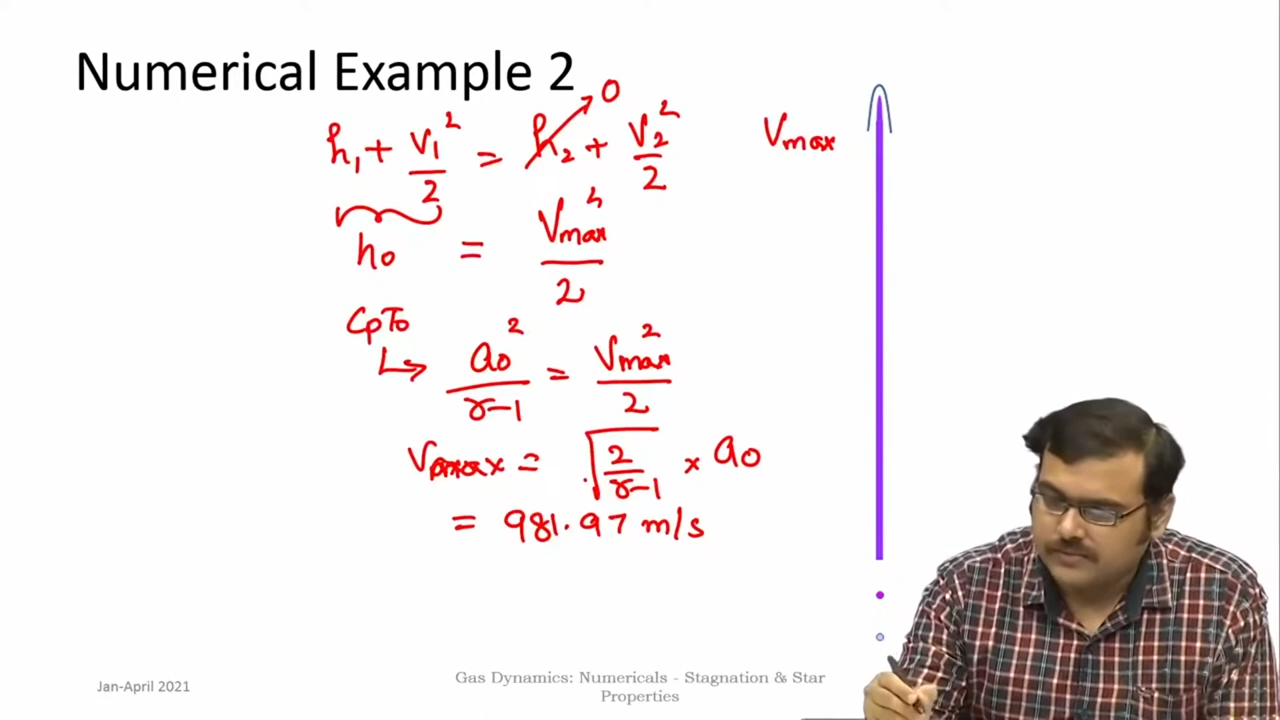 Numerical Example 2
h₁ + V₁²/2 = h₂ → 0 + V₂²/2
Vmax
h₀ = Vmax²/2
CpT₀
↳ a₀²/(γ-1) = Vmax²/2
Vmax = √(2/(γ-1)) × a₀
= 981.97 m/s
Jan-April 2021
Gas Dynamics: Numericals - Stagnation & Star
Properties